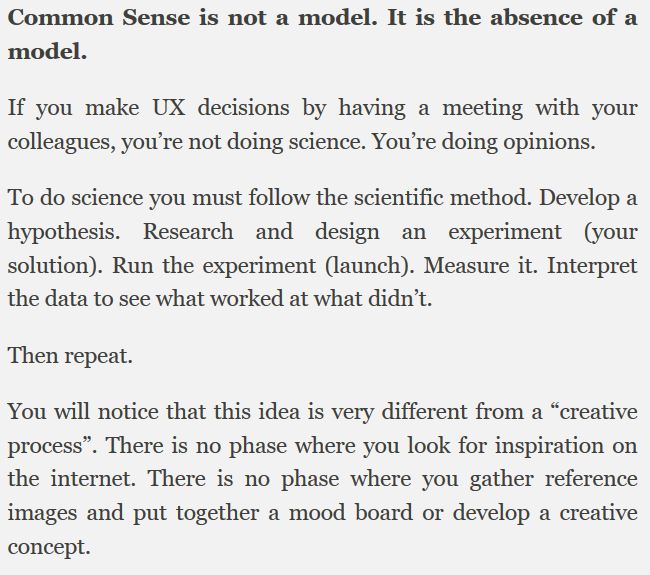 Common Sense is not a model. It is the absence of a
model.
If you make UX decisions by having a meeting with your
colleagues, you’re not doing science. You’re doing opinions.
To do science you must follow the scientific method. Develop a
hypothesis. Research and design an experiment (your
solution). Run the experiment (launch). Measure it. Interpret
the data to see what worked at what didn’t.
Then repeat.
You will notice that this idea is very different from a “creative
process”. There is no phase where you look for inspiration on
the internet. There is no phase where you gather reference
images and put together a mood board or develop a creative
concept.